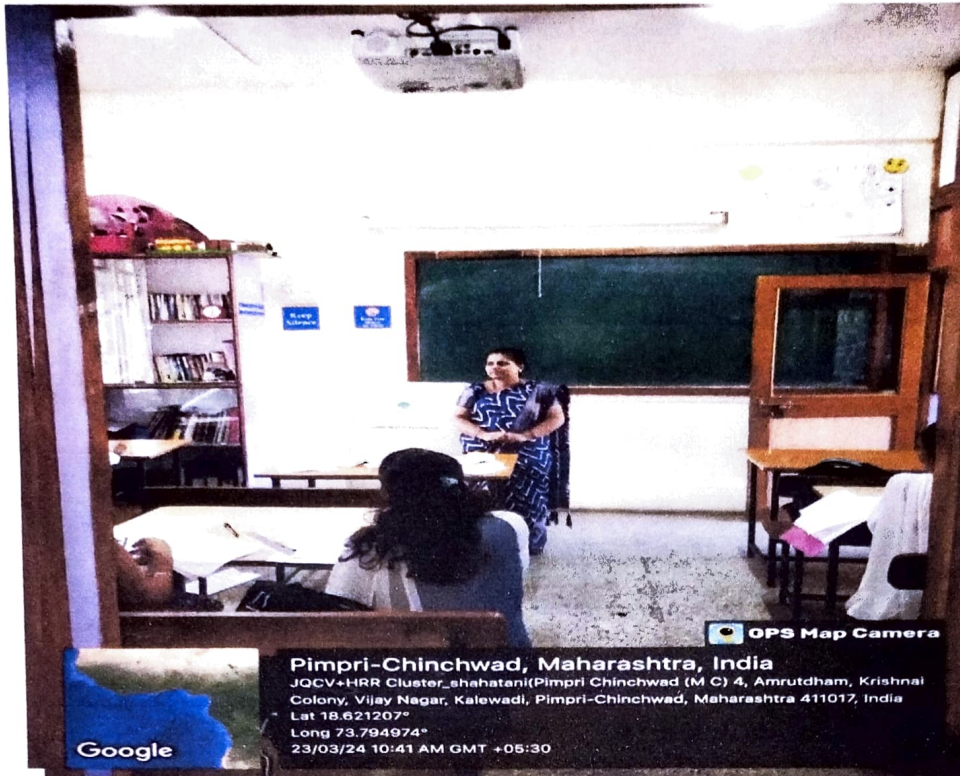 Keep
Silence
GPS Map Camera
Pimpri-Chinchwad, Maharashtra, India
JQCV+HRR Cluster_shahatani(Pimpri Chinchwad (M C) 4, Amrutdham, Krishnai
Colony, Vijay Nagar, Kalewadi, Pimpri-Chinchwad, Maharashtra 411017, India
Lat 18.621207°
Long 73.794974°
23/03/24 10:41 AM GMT +05:30
Google